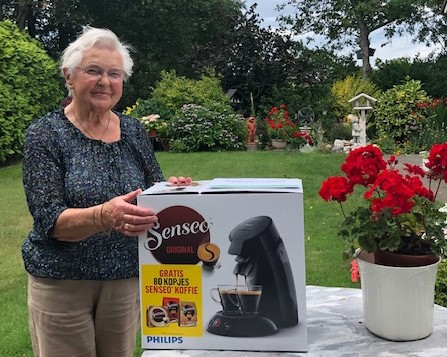 Senseo
ORIGINAL
GRATIS
80 KOPJES
SENSEO® KOFFIE
PHILIPS